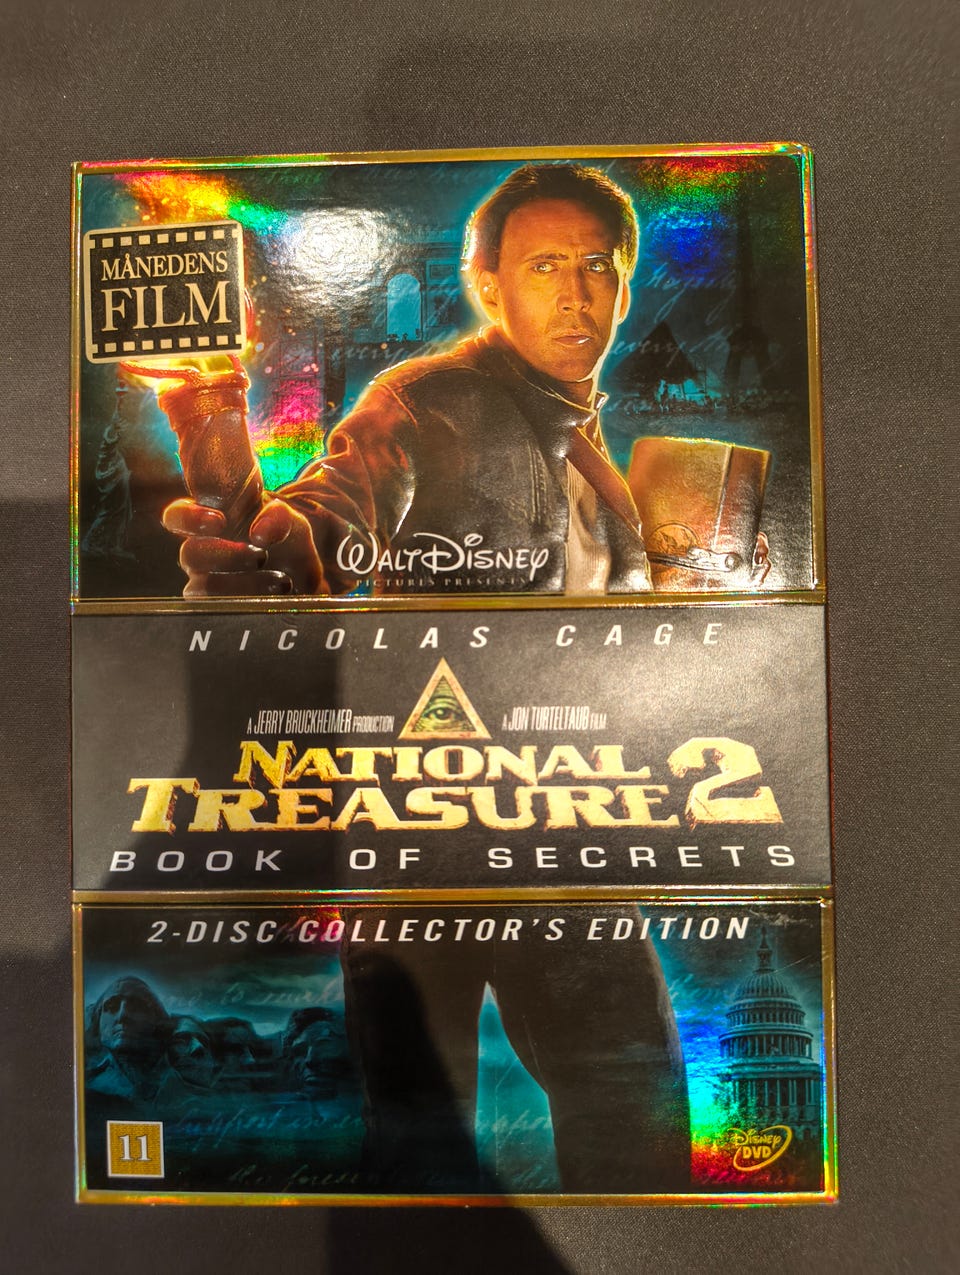 MÅNEDENS
FILM
WALT DISNEY
PICTURES PRESENTS
NICOLAS CAGE
A JERRY BRUCKHEIMER PRODUCTION
A JON TURTELTAUB FILM
NATIONAL
TREASURE 2
BOOK OF SECRETS
2-DISC COLLECTOR'S EDITION
11
DISNEY
DVD